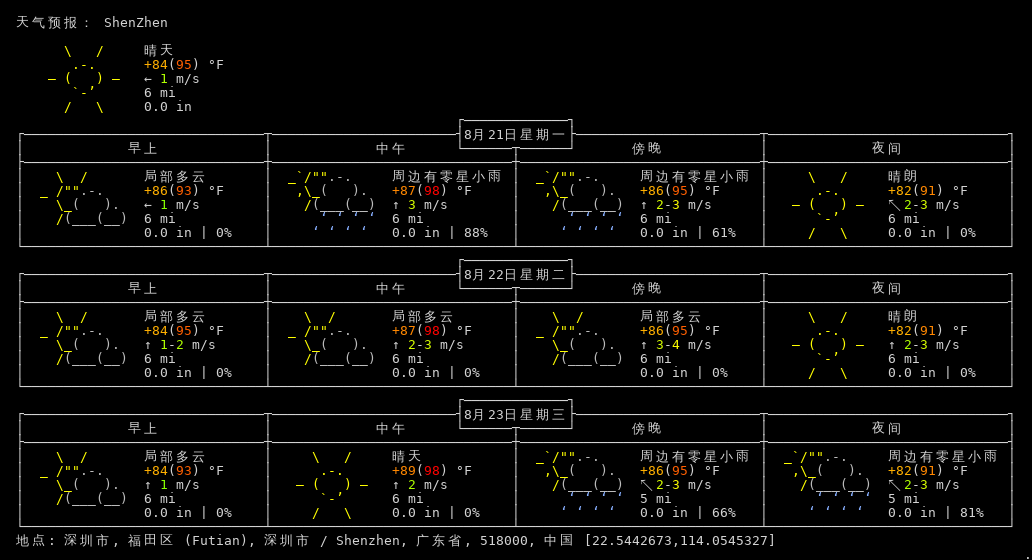 天气预报： ShenZhen
晴天
+84(95) °F
← 1 m/s
6 mi
0.0 in
8月21日星期一
早上 中午 傍晚 夜间
局部多云 周边有零星小雨 周边有零星小雨 晴朗
+86(93) °F +87(98) °F +86(95) °F +82(91) °F
← 1 m/s ↑ 3 m/s ↑ 2-3 m/s ↖ 2-3 m/s
6 mi 6 mi 6 mi 6 mi
0.0 in | 0% 0.0 in | 88% 0.0 in | 61% 0.0 in | 0%
8月22日星期二
早上 中午 傍晚 夜间
局部多云 局部多云 局部多云 晴朗
+84(95) °F +87(98) °F +86(95) °F +82(91) °F
↑ 1-2 m/s ↑ 2-3 m/s ↑ 3-4 m/s ↑ 2-3 m/s
6 mi 6 mi 6 mi 6 mi
0.0 in | 0% 0.0 in | 0% 0.0 in | 0% 0.0 in | 0%
8月23日星期三
早上 中午 傍晚 夜间
局部多云 晴天 周边有零星小雨 周边有零星小雨
+84(93) °F +89(98) °F +86(95) °F +82(91) °F
↑ 1 m/s ↑ 2 m/s ↖ 2-3 m/s ↖ 2-3 m/s
6 mi 6 mi 5 mi 5 mi
0.0 in | 0% 0.0 in | 0% 0.0 in | 66% 0.0 in | 81%
地点: 深圳市, 福田区 (Futian), 深圳市 / Shenzhen, 广东省, 518000, 中国 [22.5442673,114.0545327]